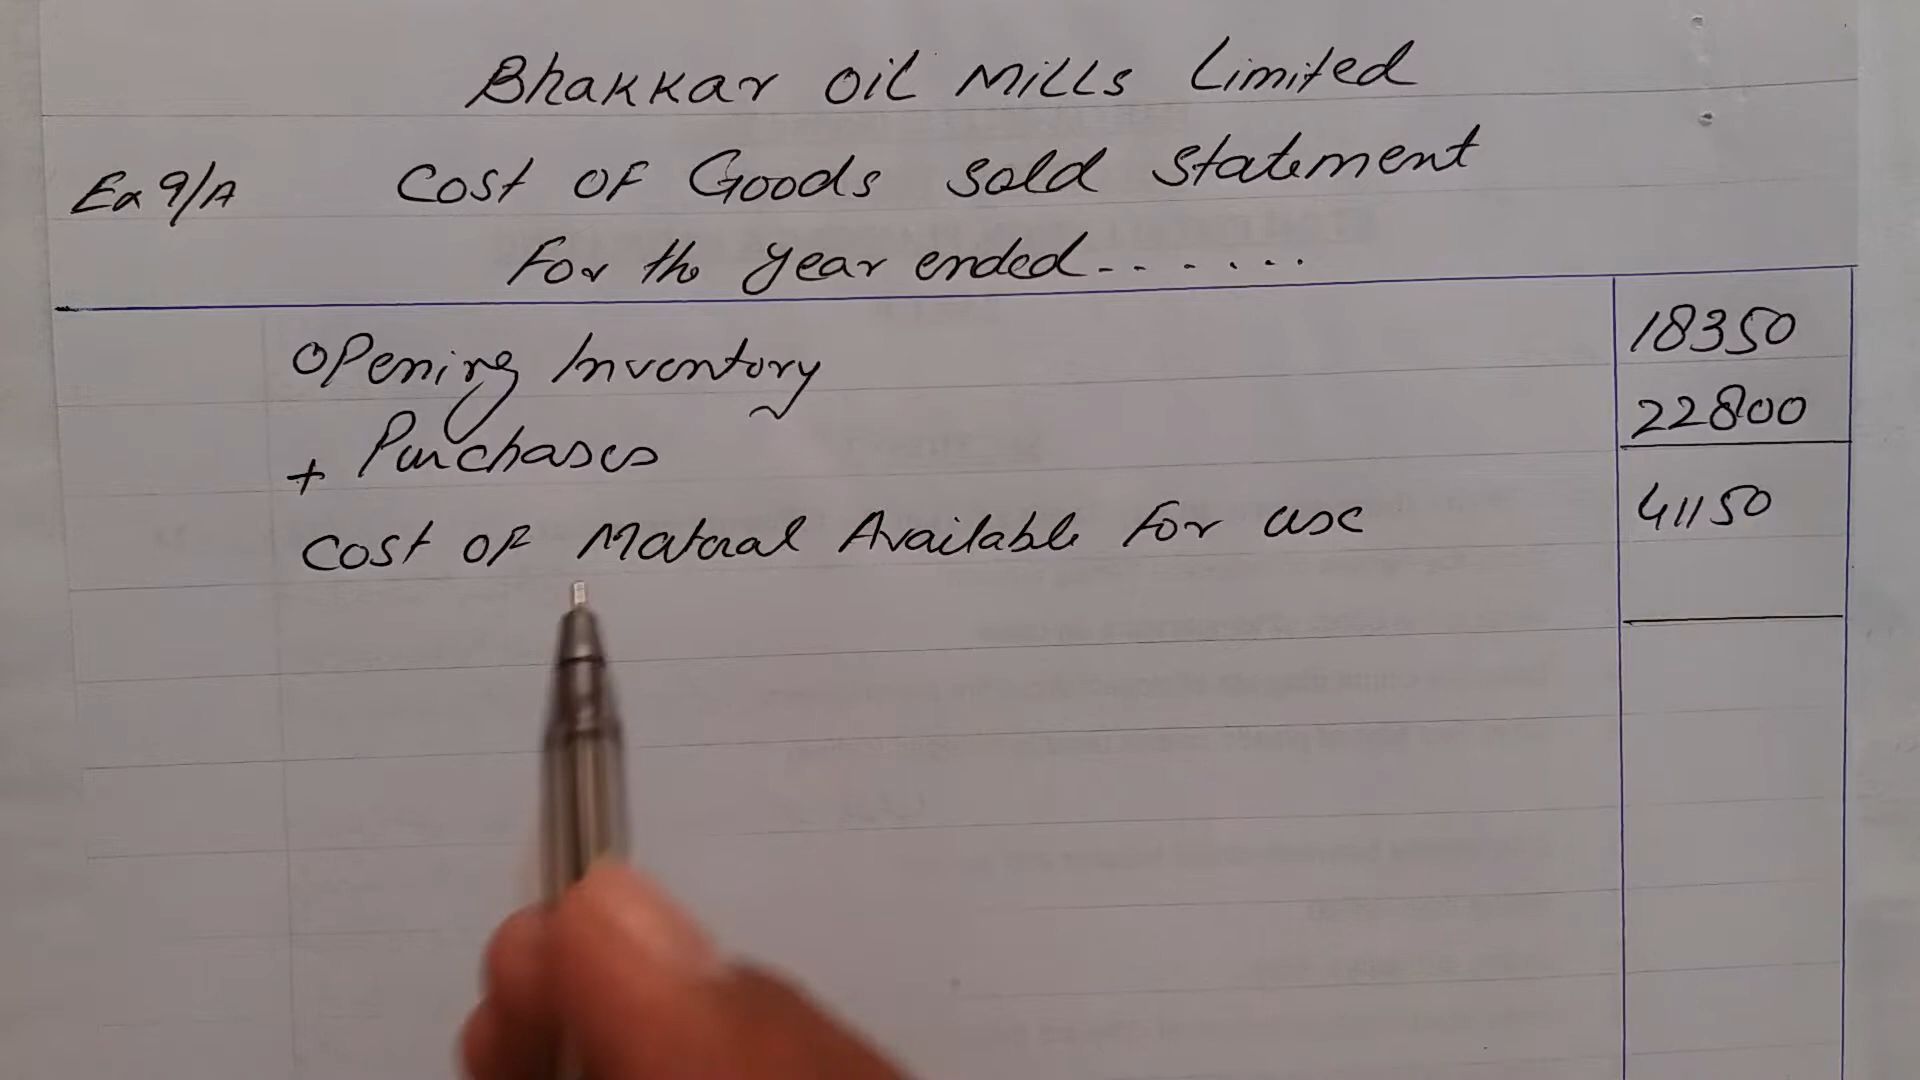 Bhakkar Oil Mills Limited
Ex 9/A Cost of Goods Sold Statement
For the Year ended.......
Opening Inventory 18350
+ Purchases 22800
Cost of Mataral Available For use 41150